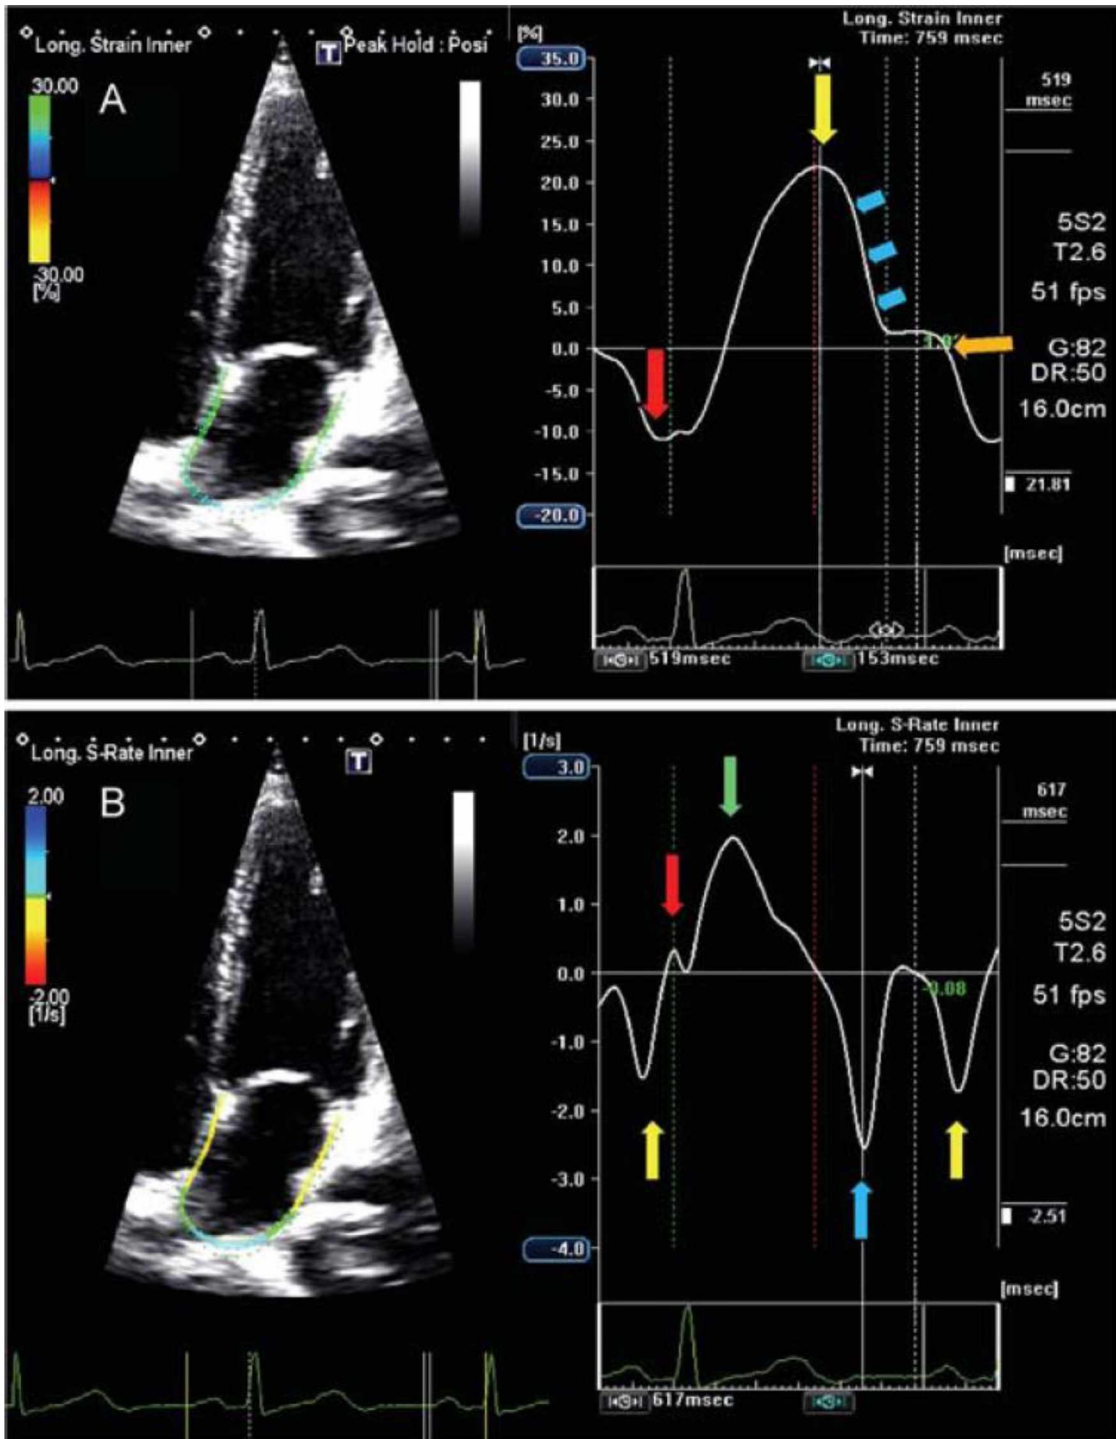 Long. Strain Inner
T Peak Hold : Posi
30.00
A
-30.00
[%]
[%]
Long. Strain Inner
Time: 759 msec
35.0
30.0
25.0
20.0
15.0
10.0
5.0
0.0
-5.0
-10.0
-15.0
-20.0
519
msec
5S2
T2.6
51 fps
G:82
DR:50
16.0cm
21.81
[msec]
519msec
153msec
Long. S-Rate Inner
T
2.00
B
-2.00
[1/s]
[1/s]
Long. S-Rate Inner
Time: 759 msec
3.0
2.0
1.0
0.0
-1.0
-2.0
-3.0
-4.0
-0.08
617
msec
5S2
T2.6
51 fps
G:82
DR:50
16.0cm
-2.51
[msec]
617msec